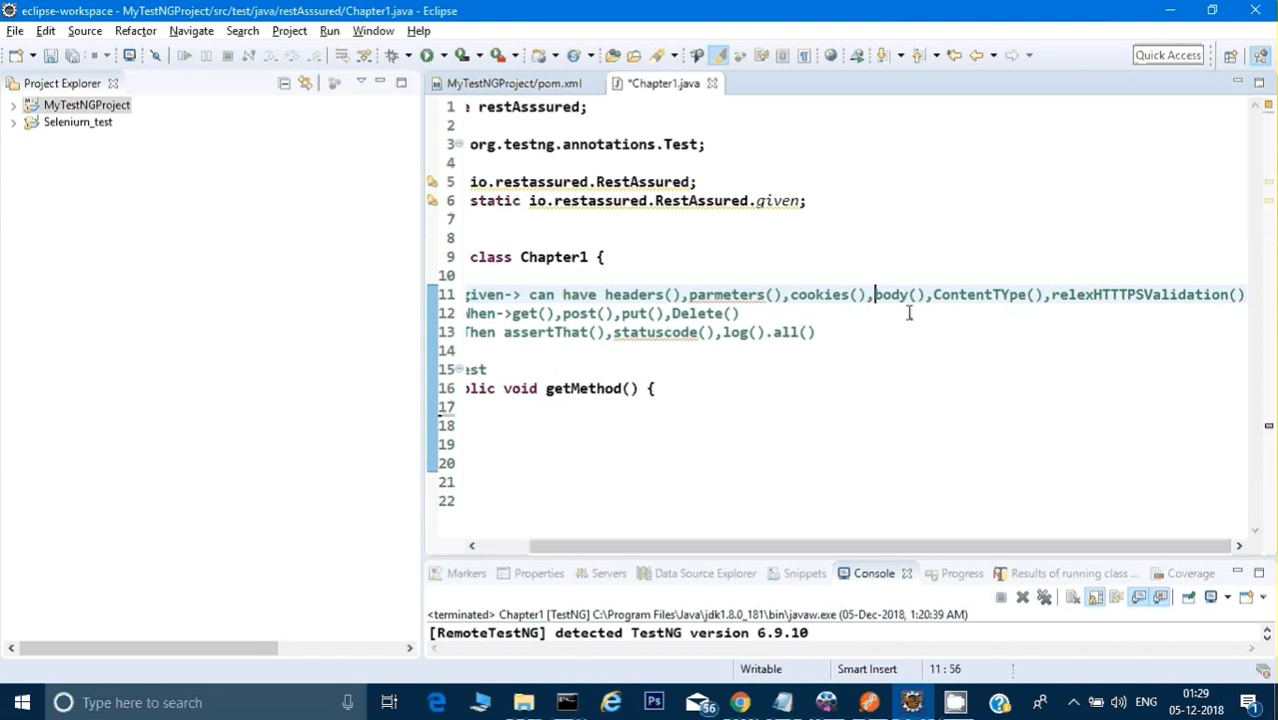 eclipse-workspace - MyTestNGProject/src/test/java/restAsssured/Chapter1.java - Eclipse
File Edit Source Refactor Navigate Search Project Run Window Help
Quick Access
Project Explorer
MyTestNGProject/pom.xml
*Chapter1.java
MyTestNGProject
Selenium_test
1 e restAsssured;
2
3 org.testng.annotations.Test;
4
5 io.restassured.RestAssured;
6 static io.restassured.RestAssured.given;
7
8
9 class Chapter1 {
10
11 given-> can have headers(),parmeters(),cookies(),body(),ContentTYpe(),relexHTTTPSValidation()
12 When->get(),post(),put(),Delete()
13 Then assertThat(),statuscode(),log().all()
14
15 est
16 blic void getMethod() {
17
18
19
20
21
22
Markers Properties Servers Data Source Explorer Snippets Console Progress Results of running class ... Coverage
<terminated> Chapter1 [TestNG] C:\Program Files\Java\jdk1.8.0_181\bin\javaw.exe (05-Dec-2018, 1:20:39 AM)
[RemoteTestNG] detected TestNG version 6.9.10
Writable Smart Insert 11 : 56
Type here to search
56
ENG
01:29
05-12-2018
1